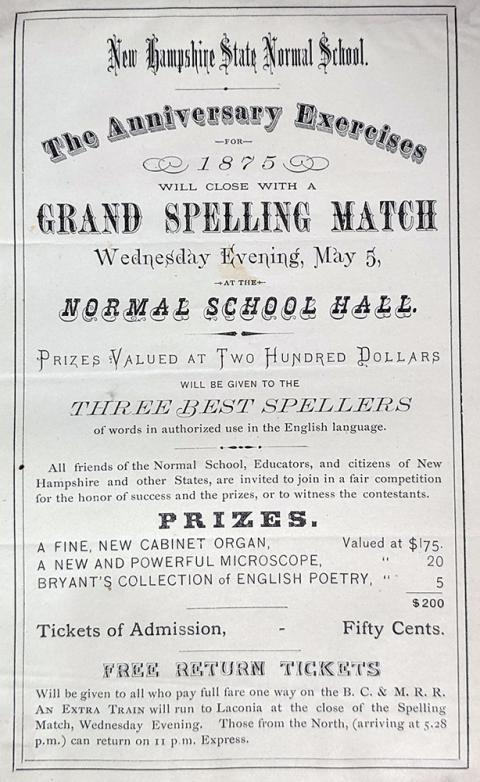 New Hampshire State Normal School.
The Anniversary Exercises
—FOR—
1875
WILL CLOSE WITH A
GRAND SPELLING MATCH
Wednesday Evening, May 5,
AT THE
NORMAL SCHOOL HALL.
PRIZES VALUED AT TWO HUNDRED DOLLARS
WILL BE GIVEN TO THE
THREE BEST SPELLERS
of words in authorized use in the English language.
All friends of the Normal School, Educators, and citizens of New
Hampshire and other States, are invited to join in a fair competition
for the honor of success and the prizes, or to witness the contestants.
PRIZES.
A FINE, NEW CABINET ORGAN, Valued at $175.
A NEW AND POWERFUL MICROSCOPE, " 20
BRYANT'S COLLECTION of ENGLISH POETRY, " 5
$200
Tickets of Admission, - Fifty Cents.
FREE RETURN TICKETS
Will be given to all who pay full fare one way on the B. C. & M. R. R.
AN EXTRA TRAIN will run to Laconia at the close of the Spelling
Match, Wednesday Evening. Those from the North, (arriving at 5.28
p.m.) can return on 11 p.m. Express.